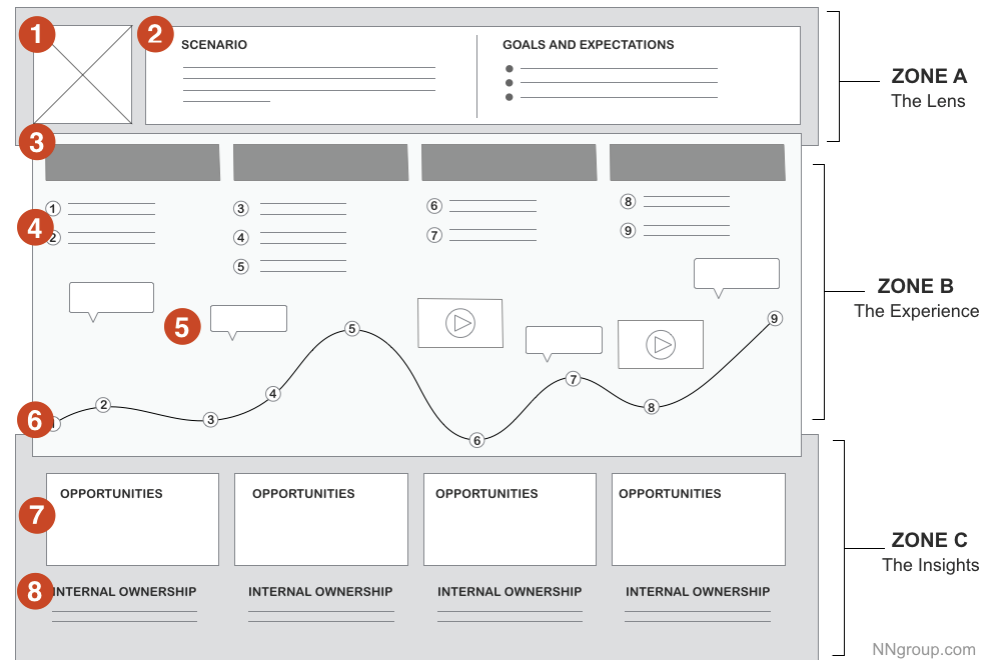 1
2
SCENARIO
GOALS AND EXPECTATIONS
ZONE A
The Lens
3
1
3
6
8
4
2
4
7
9
5
ZONE B
The Experience
5
5
9
7
2
4
8
6
1
3
6
OPPORTUNITIES
OPPORTUNITIES
OPPORTUNITIES
OPPORTUNITIES
7
ZONE C
The Insights
8
INTERNAL OWNERSHIP
INTERNAL OWNERSHIP
INTERNAL OWNERSHIP
INTERNAL OWNERSHIP
NNgroup.com